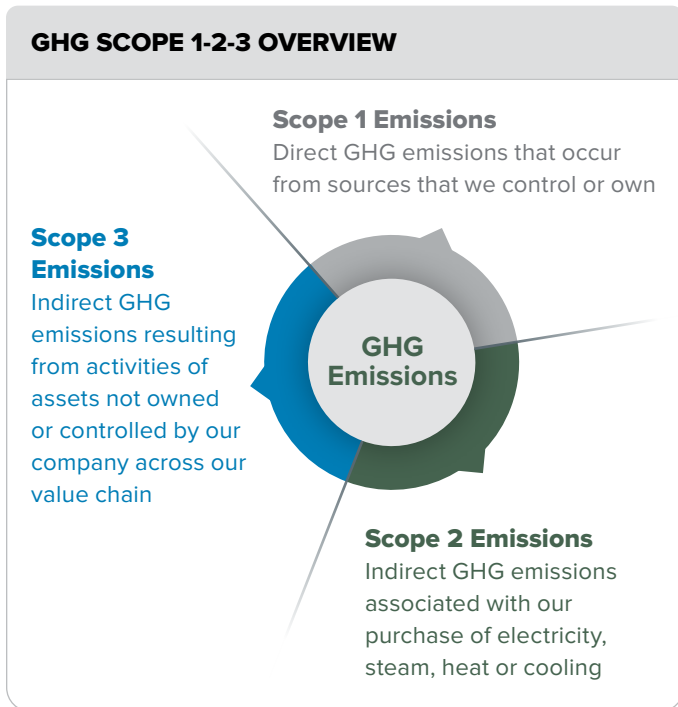 GHG SCOPE 1-2-3 OVERVIEW
Scope 1 Emissions
Direct GHG emissions that occur
from sources that we control or own
Scope 3
Emissions
Indirect GHG
emissions resulting
from activities of
assets not owned
or controlled by our
company across our
value chain
GHG
Emissions
Scope 2 Emissions
Indirect GHG emissions
associated with our
purchase of electricity,
steam, heat or cooling